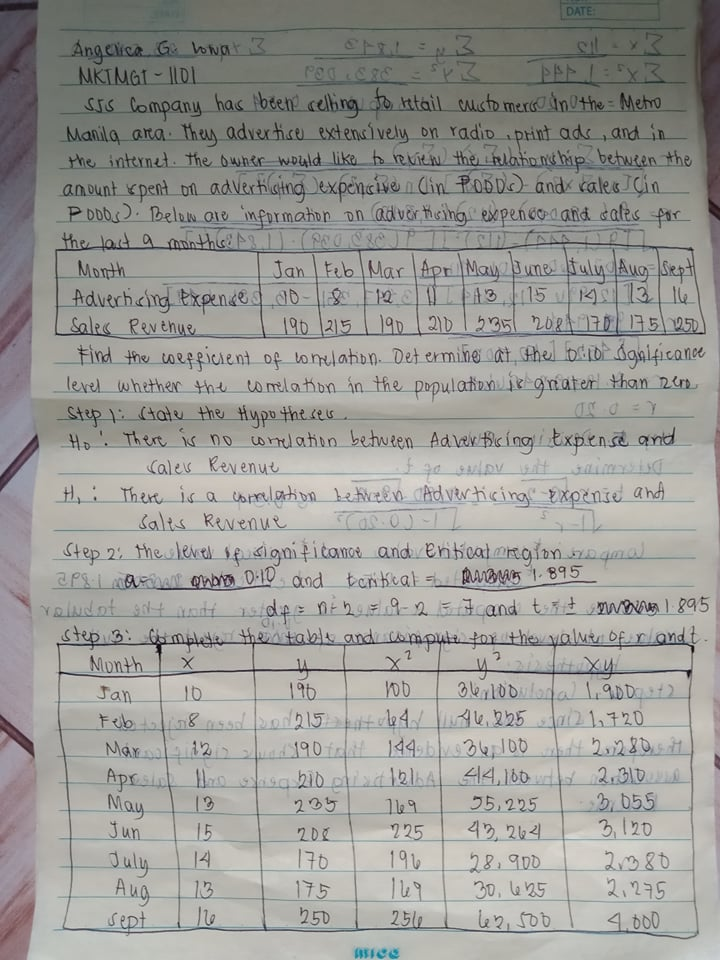 DATE:
Angelica G.
MKTMGT - 1101
SJS Company has been selling to retail customers in the Metro
Manila area. They advertise extensively on radio, print ads, and in
the internet. The owner would like to review the relationship between the
amount spent on advertising expensive (in ₱000s) and sales (in
₱000s). Below are information on advertising expence and sales for
the last 9 months:
Month Jan Feb Mar Apr May June July Aug Sept
Advertising Expense 10 8 12 11 13 15 14 13 16
Sales Revenue 190 215 190 210 235 208 170 175 250
Find the coefficient of correlation. Determine at the 0.10 significance
level whether the correlation in the population is greater than zero
Step 1: State the Hypotheses.
H0: There is no correlation between Advertising Expense and
Sales Revenue
H1: There is a correlation between Advertising Expense and
Sales Revenue
Step 2: The level of significance and Critical region
a = 0.10 and tcritical = 1.895
df = n - 2 = 9 - 2 = 7 and t = ± 1.895
Step 3: Complete the table and compute for the value of r and t.
Month x y x² y² xy
Jan 10 190 100 36,100 1,900
Feb 8 215 64 46,225 1,720
Mar 12 190 144 36,100 2,280
Apr 11 210 121 44,100 2,310
May 13 235 169 55,225 3,055
Jun 15 208 225 43,264 3,120
July 14 170 196 28,900 2,380
Aug 13 175 169 30,625 2,275
Sept 16 250 256 62,500 4,000